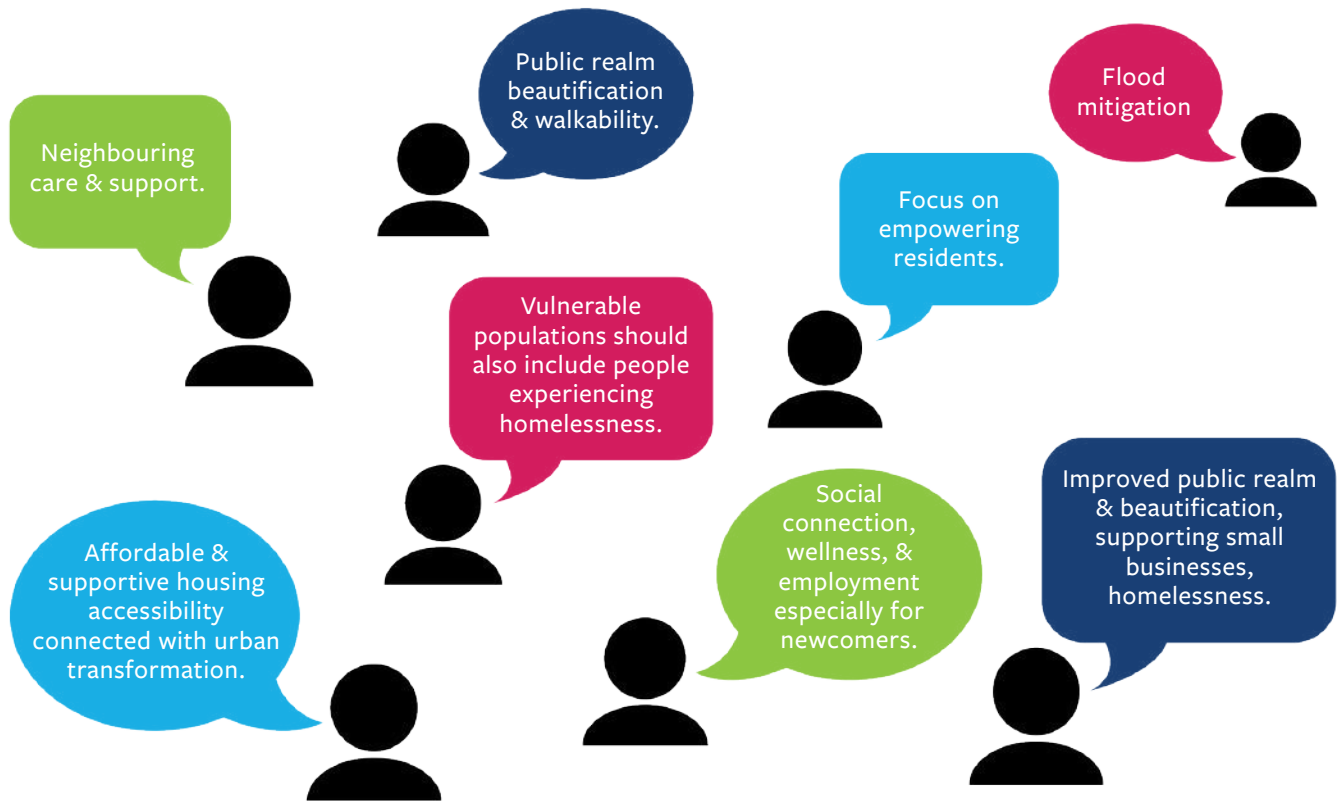 Public realm
beautification
& walkability.
Flood
mitigation
Neighbouring
care & support.
Focus on
empowering
residents.
Vulnerable
populations should
also include people
experiencing
homelessness.
Social
connection,
wellness, &
employment
especially for
newcomers.
Improved public realm
& beautification,
supporting small
businesses,
homelessness.
Affordable &
supportive housing
accessibility
connected with urban
transformation.